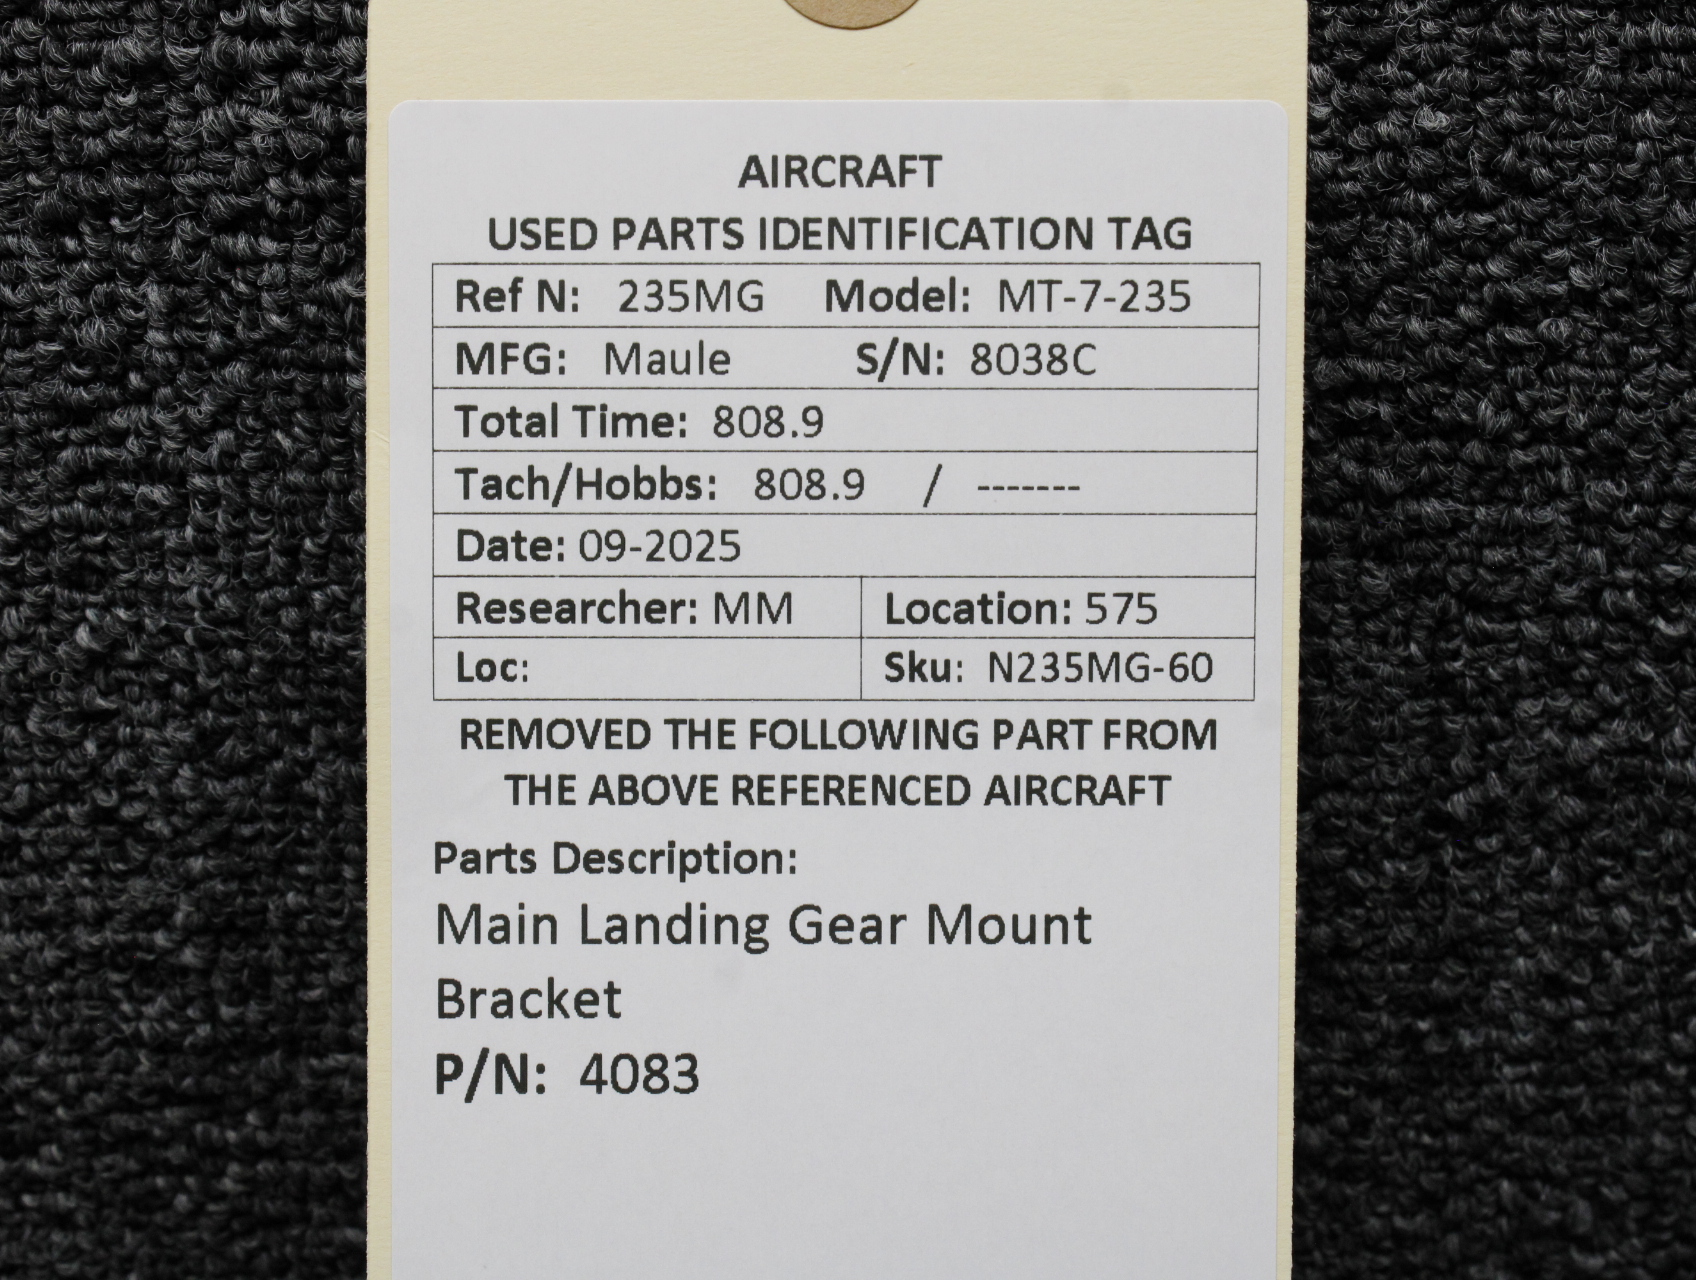 AIRCRAFT
USED PARTS IDENTIFICATION TAG
Ref N: 235MG Model: MT-7-235
MFG: Maule S/N: 8038C
Total Time: 808.9
Tach/Hobbs: 808.9 / -------
Date: 09-2025
Researcher: MM Location: 575
Loc: Sku: N235MG-60
REMOVED THE FOLLOWING PART FROM
THE ABOVE REFERENCED AIRCRAFT
Parts Description:
Main Landing Gear Mount
Bracket
P/N: 4083